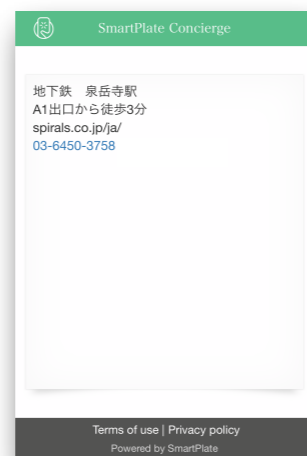 SmartPlate Concierge
地下鉄　泉岳寺駅
A1出口から徒歩3分
spirals.co.jp/ja/
03-6450-3758
Terms of use | Privacy policy
Powered by SmartPlate